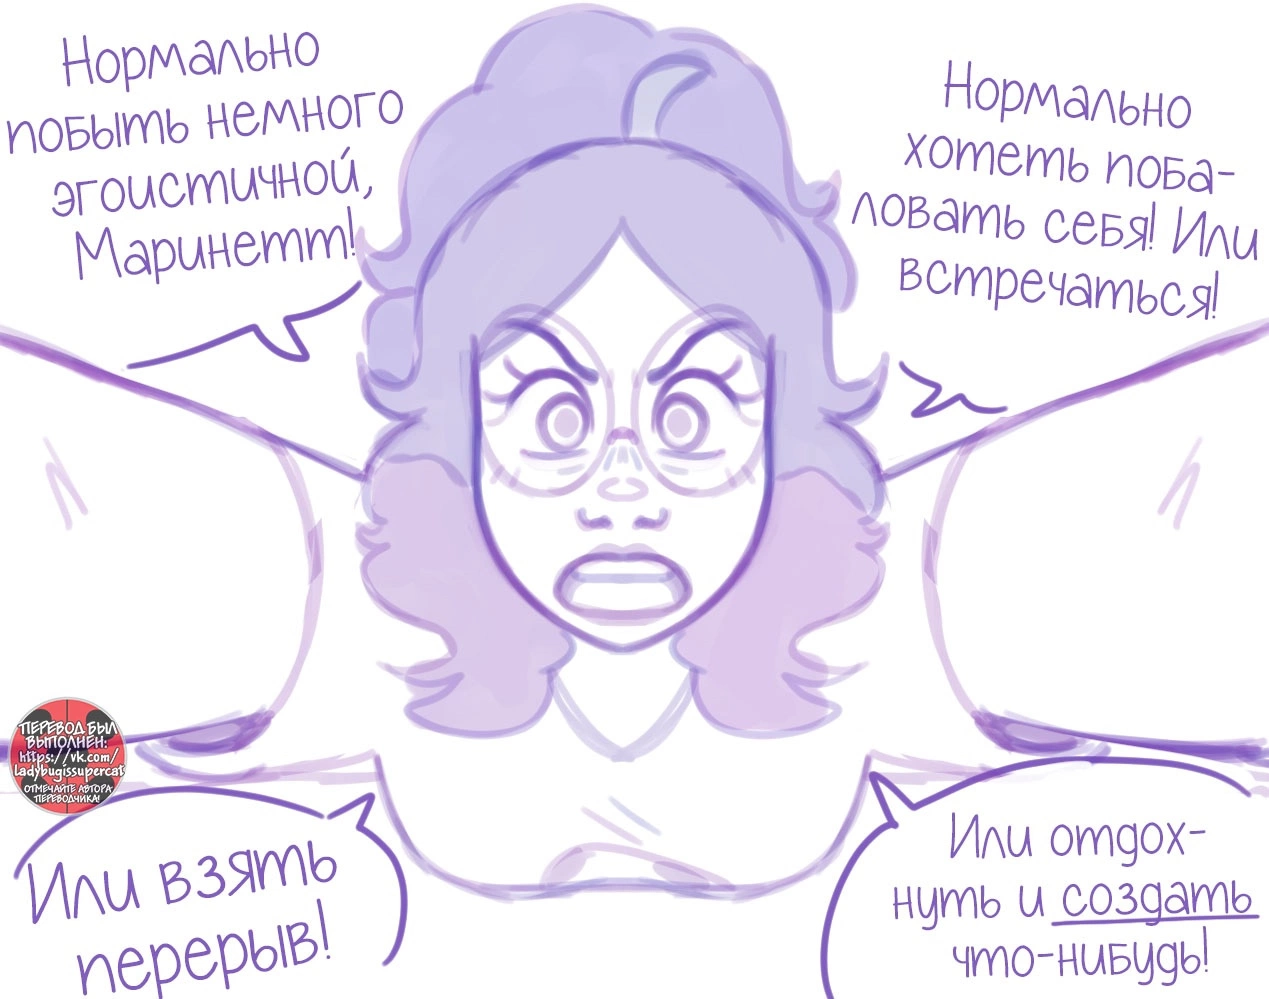 Нормально
побыть немного
эгоистичной,
Маринетт!
Нормально
хотеть поба-
ловать себя! Или
встречаться!
ПЕРЕВОД БЫЛ
ВЫПОЛНЕН:
https://vk.com/
ladybugissupercat
ОТМЕЧАЙТЕ АВТОРА
ПЕРЕВОДЧИКА!
Или взять
перерыв!
Или отдох-
нуть и создать
что-нибудь!